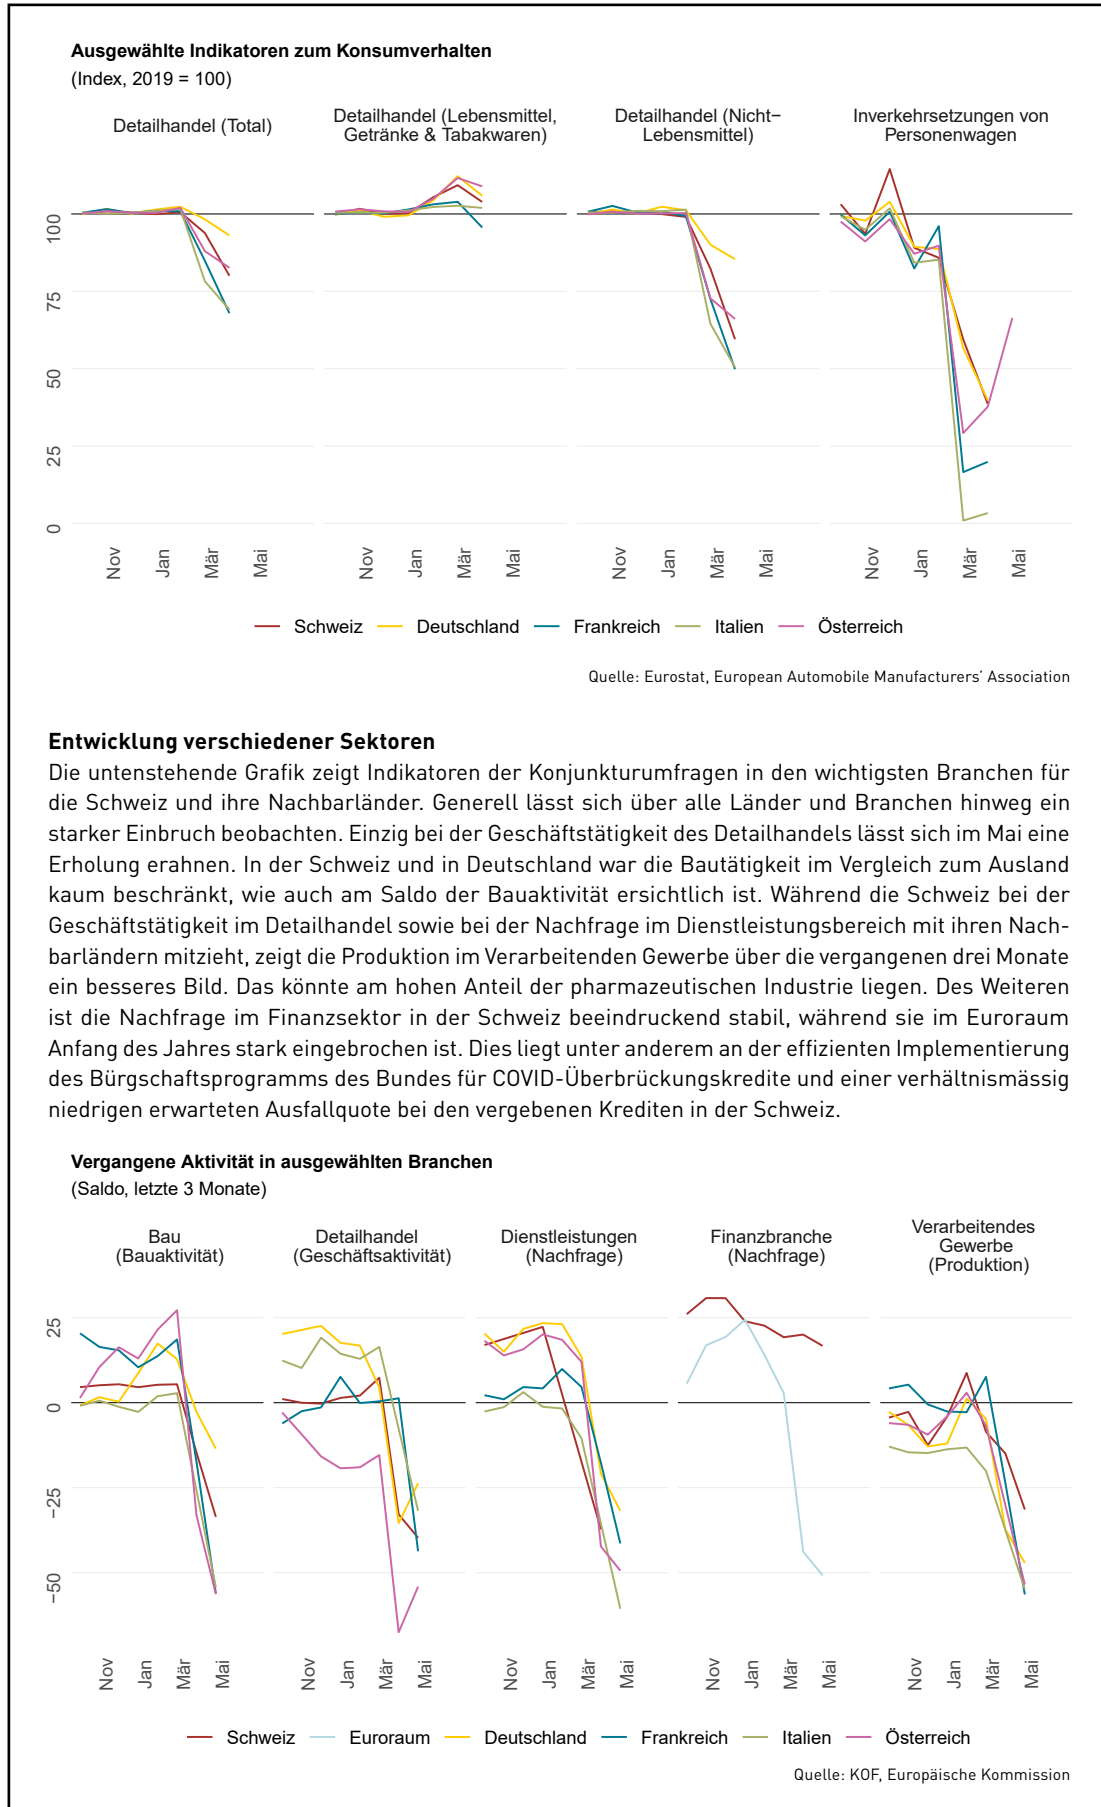 Ausgewählte Indikatoren zum Konsumverhalten
(Index, 2019 = 100)
Detailhandel (Total)
Detailhandel (Lebensmittel,
Getränke & Tabakwaren)
Detailhandel (Nicht−
Lebensmittel)
Inverkehrsetzungen von
Personenwagen
100
75
50
25
0
Nov Jan Mär Mai
Nov Jan Mär Mai
Nov Jan Mär Mai
Nov Jan Mär Mai
Schweiz Deutschland Frankreich Italien Österreich
Quelle: Eurostat, European Automobile Manufacturers' Association
Entwicklung verschiedener Sektoren
Die untenstehende Grafik zeigt Indikatoren der Konjunkturumfragen in den wichtigsten Branchen für
die Schweiz und ihre Nachbarländer. Generell lässt sich über alle Länder und Branchen hinweg ein
starker Einbruch beobachten. Einzig bei der Geschäftstätigkeit des Detailhandels lässt sich im Mai eine
Erholung erahnen. In der Schweiz und in Deutschland war die Bautätigkeit im Vergleich zum Ausland
kaum beschränkt, wie auch am Saldo der Bauaktivität ersichtlich ist. Während die Schweiz bei der
Geschäftstätigkeit im Detailhandel sowie bei der Nachfrage im Dienstleistungsbereich mit ihren Nach-
barländern mitzieht, zeigt die Produktion im Verarbeitenden Gewerbe über die vergangenen drei Monate
ein besseres Bild. Das könnte am hohen Anteil der pharmazeutischen Industrie liegen. Des Weiteren
ist die Nachfrage im Finanzsektor in der Schweiz beeindruckend stabil, während sie im Euroraum
Anfang des Jahres stark eingebrochen ist. Dies liegt unter anderem an der effizienten Implementierung
des Bürgschaftsprogramms des Bundes für COVID-Überbrückungskredite und einer verhältnismässig
niedrigen erwarteten Ausfallquote bei den vergebenen Krediten in der Schweiz.
Vergangene Aktivität in ausgewählten Branchen
(Saldo, letzte 3 Monate)
Bau
(Bauaktivität)
Detailhandel
(Geschäftsaktivität)
Dienstleistungen
(Nachfrage)
Finanzbranche
(Nachfrage)
Verarbeitendes
Gewerbe
(Produktion)
25
0
−25
−50
Nov Jan Mär Mai
Nov Jan Mär Mai
Nov Jan Mär Mai
Nov Jan Mär Mai
Nov Jan Mär Mai
Schweiz Euroraum Deutschland Frankreich Italien Österreich
Quelle: KOF, Europäische Kommission